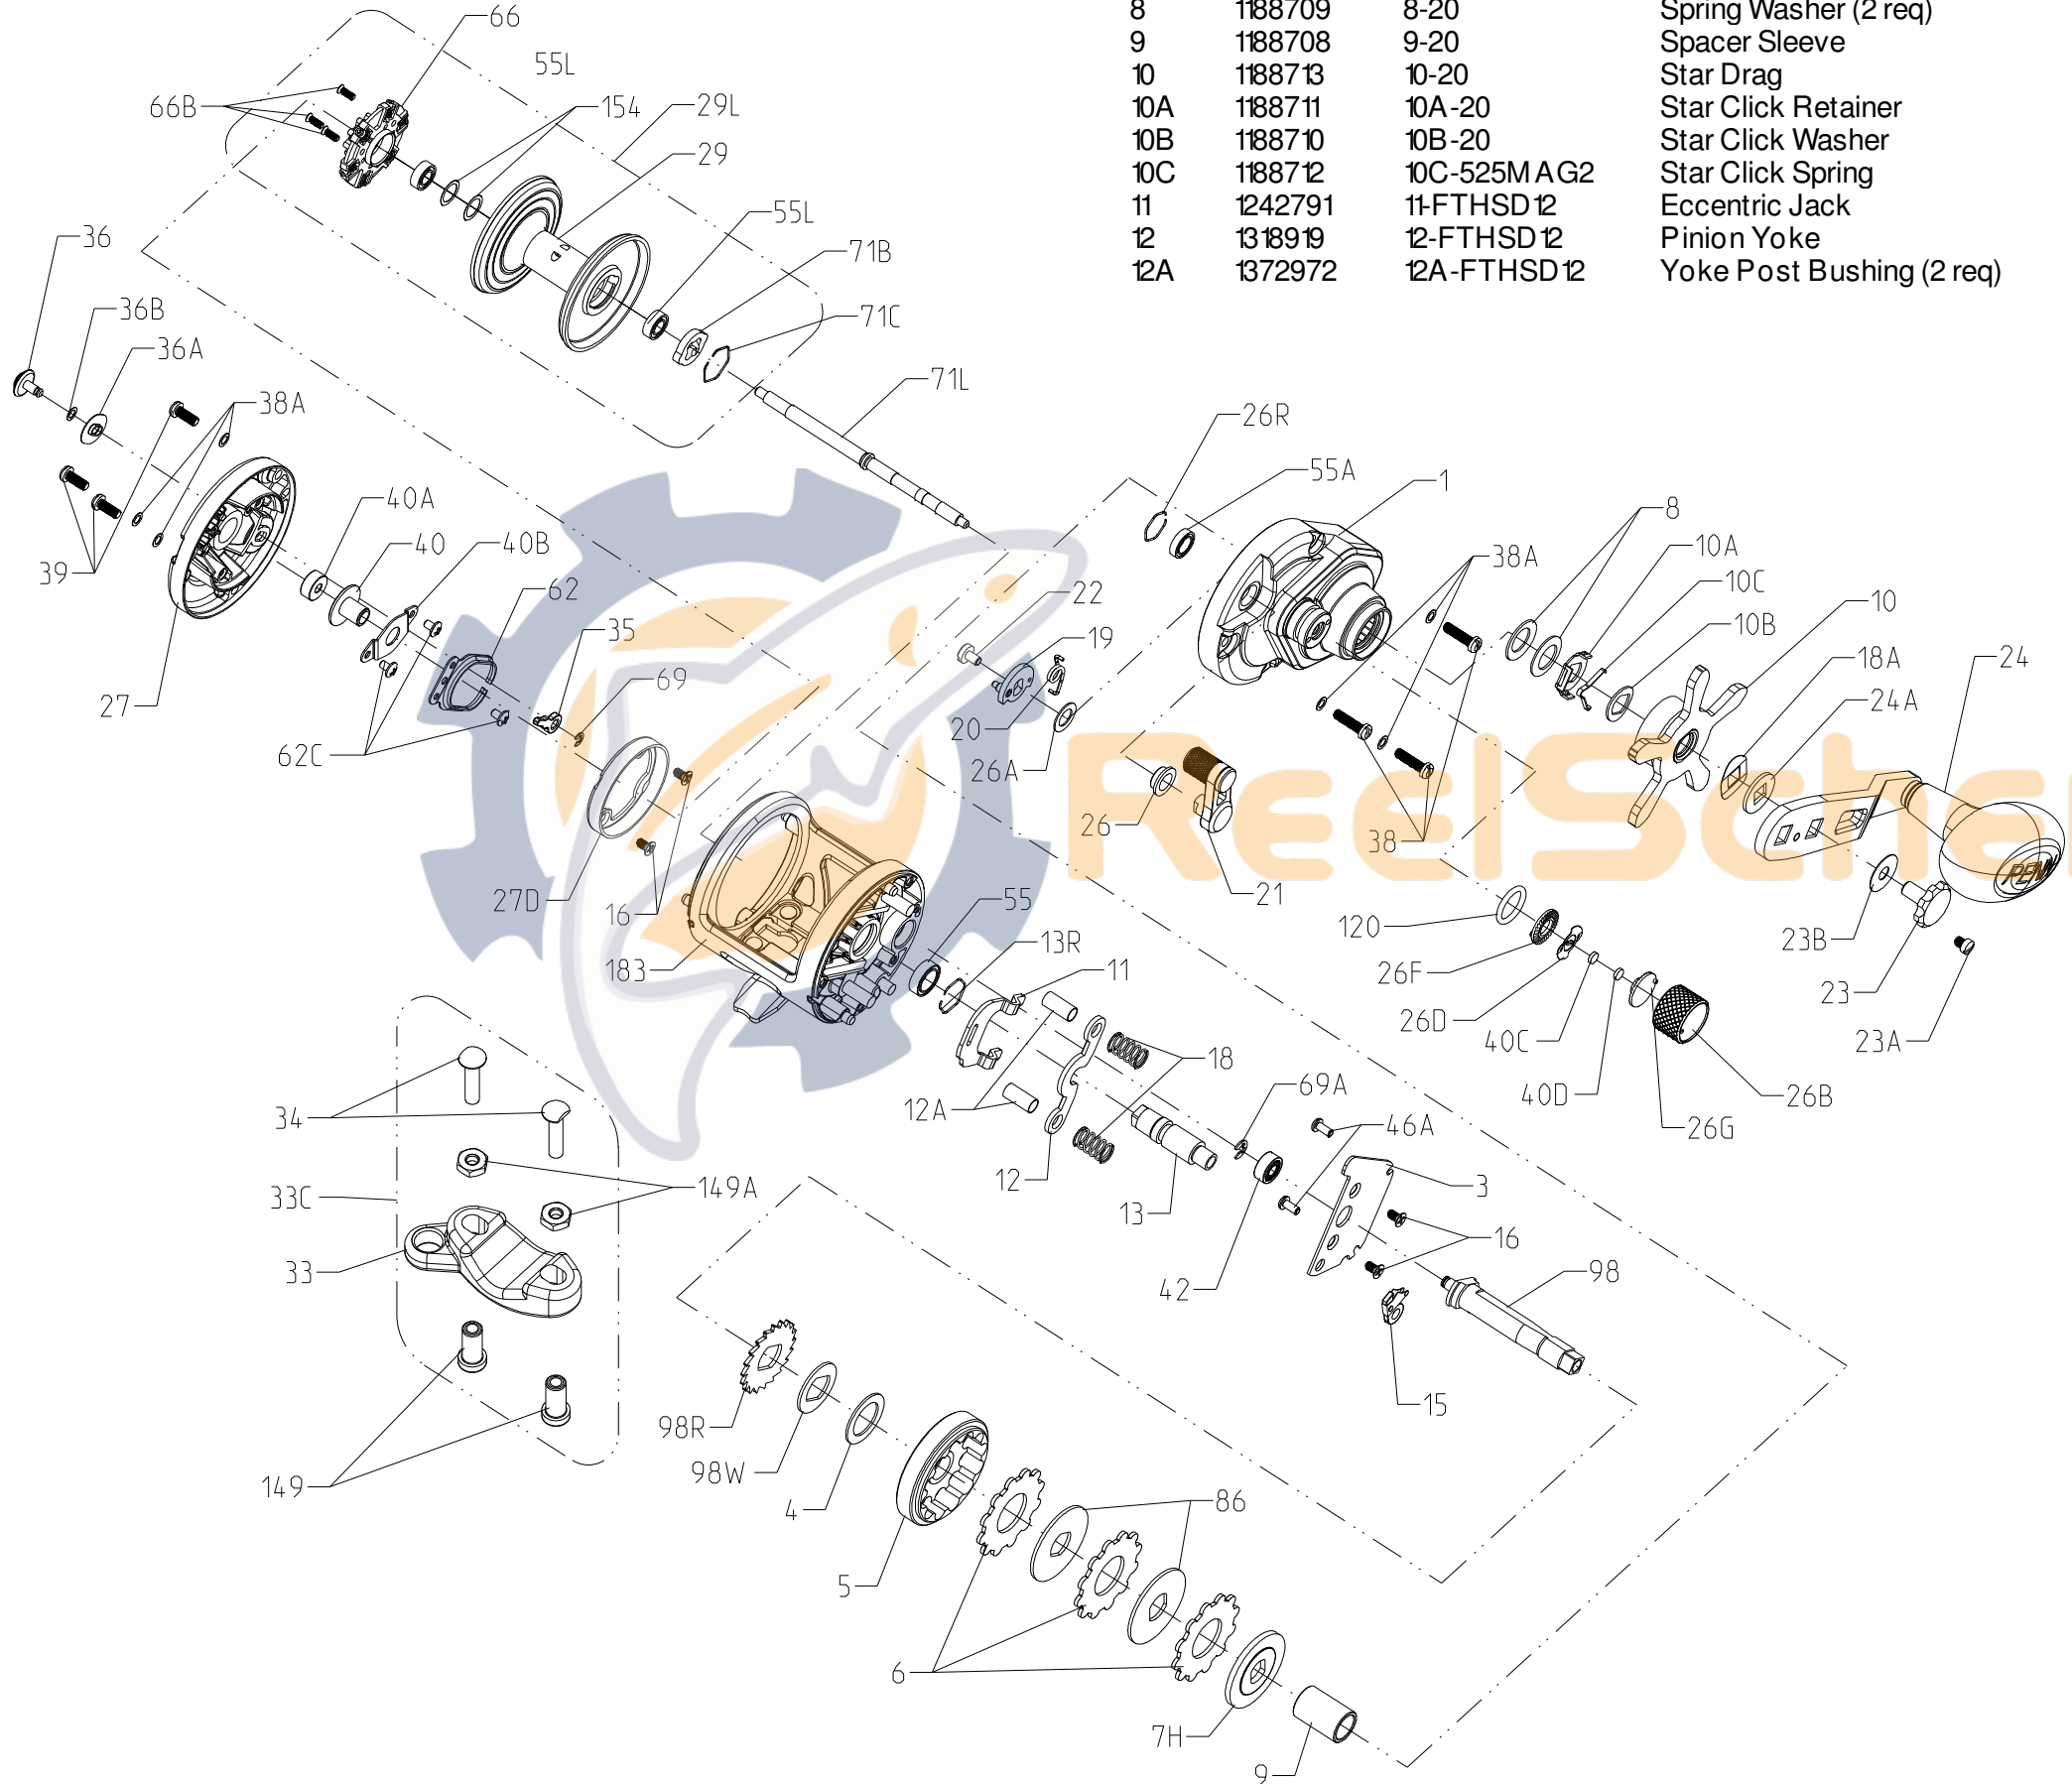 8 1188709 8-20 Spring Washer (2 req)
9 1188708 9-20 Spacer Sleeve
10 1188713 10-20 Star Drag
10A 1188711 10A-20 Star Click Retainer
10B 1188710 10B-20 Star Click Washer
10C 1188712 10C-525MAG2 Star Click Spring
11 1242791 11-FTHSD12 Eccentric Jack
12 1318919 12-FTHSD12 Pinion Yoke
12A 1372972 12A-FTHSD12 Yoke Post Bushing (2 req)
66
55L
66B
154
29L
29
55L
71B
71C
36
36B
36A
38A
71L
26R
55A
1
8
39
40A
40
40B
62
35
69
22
19
20
26A
38A
10A
10C
10
10B
18A
24
24A
27
62C
26
21
38
27D
16
183
55
13R
11
120
26F
26D
40C
40D
26G
26B
23B
23
23A
PENN
ReelSche
34
33C
149A
33
149
12A
18
12
13
69A
46A
42
3
16
98
15
98R
98W
4
5
86
6
7H
9